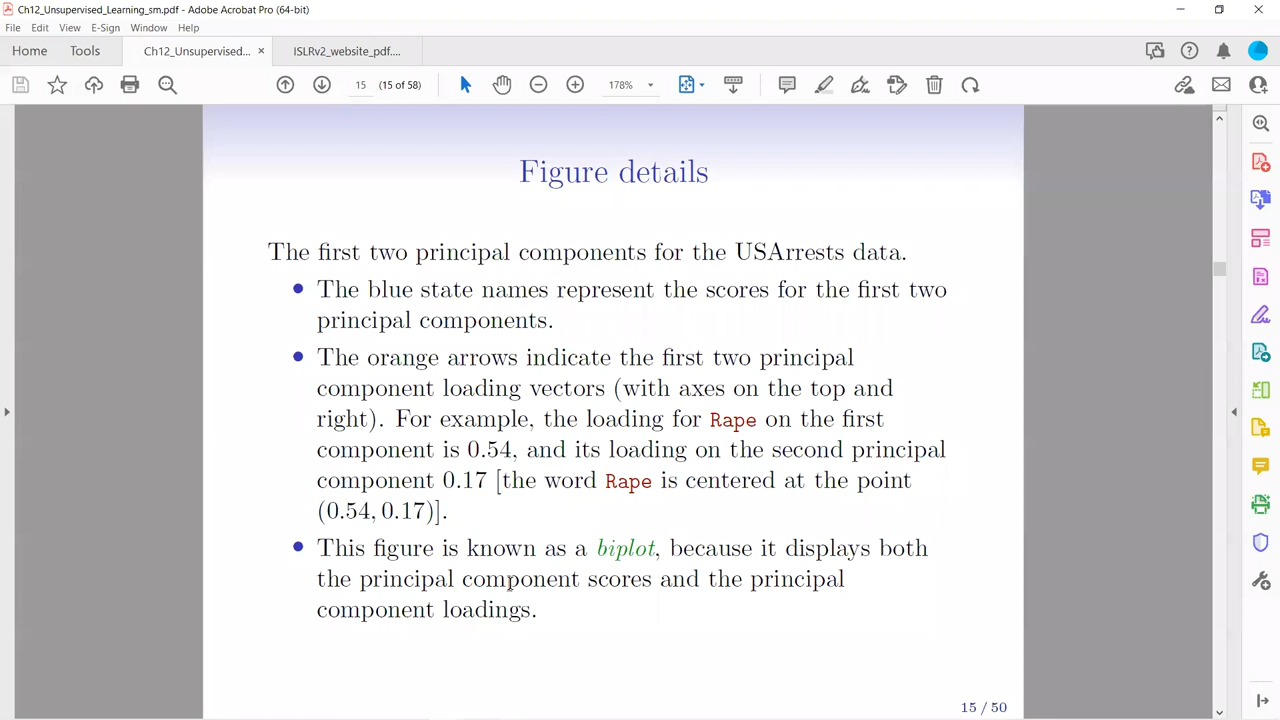 Ch12_Unsupervised_Learning_sm.pdf - Adobe Acrobat Pro (64-bit)
File Edit View E-Sign Window Help
Home Tools Ch12_Unsupervised... × ISLRv2_website_pdf....
15 (15 of 58) 178%
Figure details
The first two principal components for the USArrests data.
• The blue state names represent the scores for the first two
principal components.
• The orange arrows indicate the first two principal
component loading vectors (with axes on the top and
right). For example, the loading for Rape on the first
component is 0.54, and its loading on the second principal
component 0.17 [the word Rape is centered at the point
(0.54, 0.17)].
• This figure is known as a biplot, because it displays both
the principal component scores and the principal
component loadings.
15 / 50